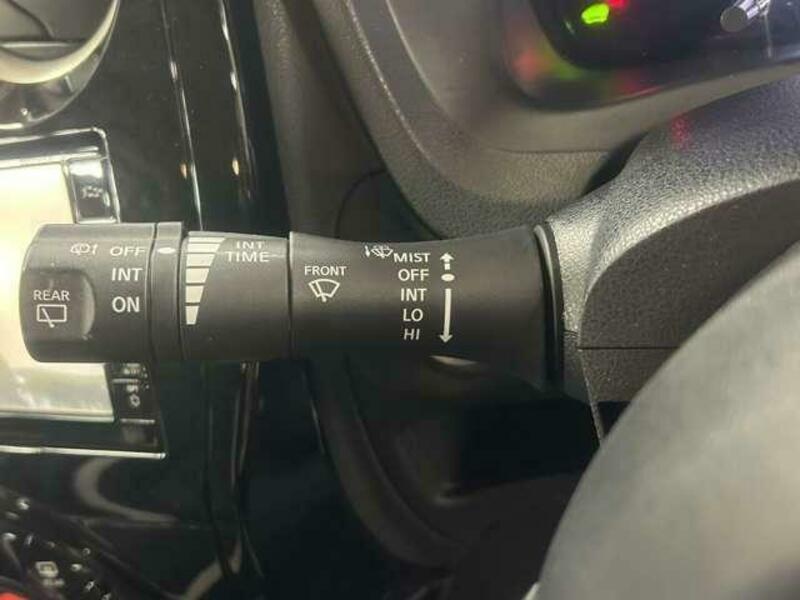 REAR
OFF
INT
ON
INT
TIME
FRONT
MIST
OFF
INT
LO
HI